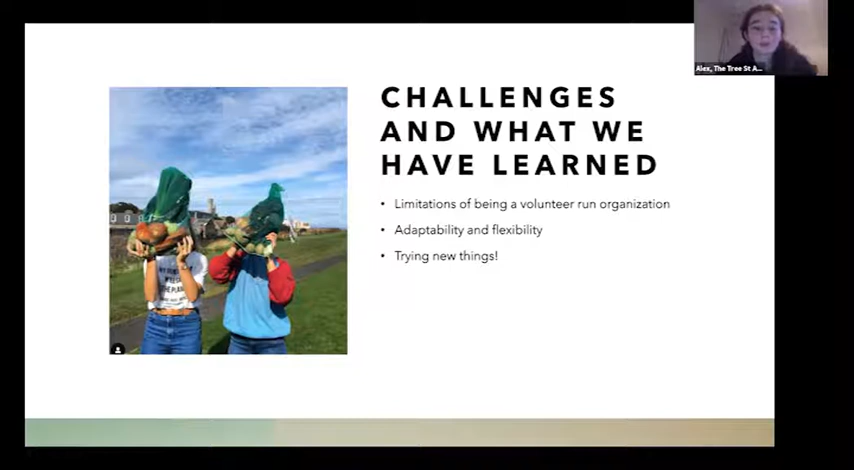 CHALLENGES
AND WHAT WE
HAVE LEARNED
• Limitations of being a volunteer run organization
• Adaptability and flexibility
• Trying new things!
Alex, The Tree St A...